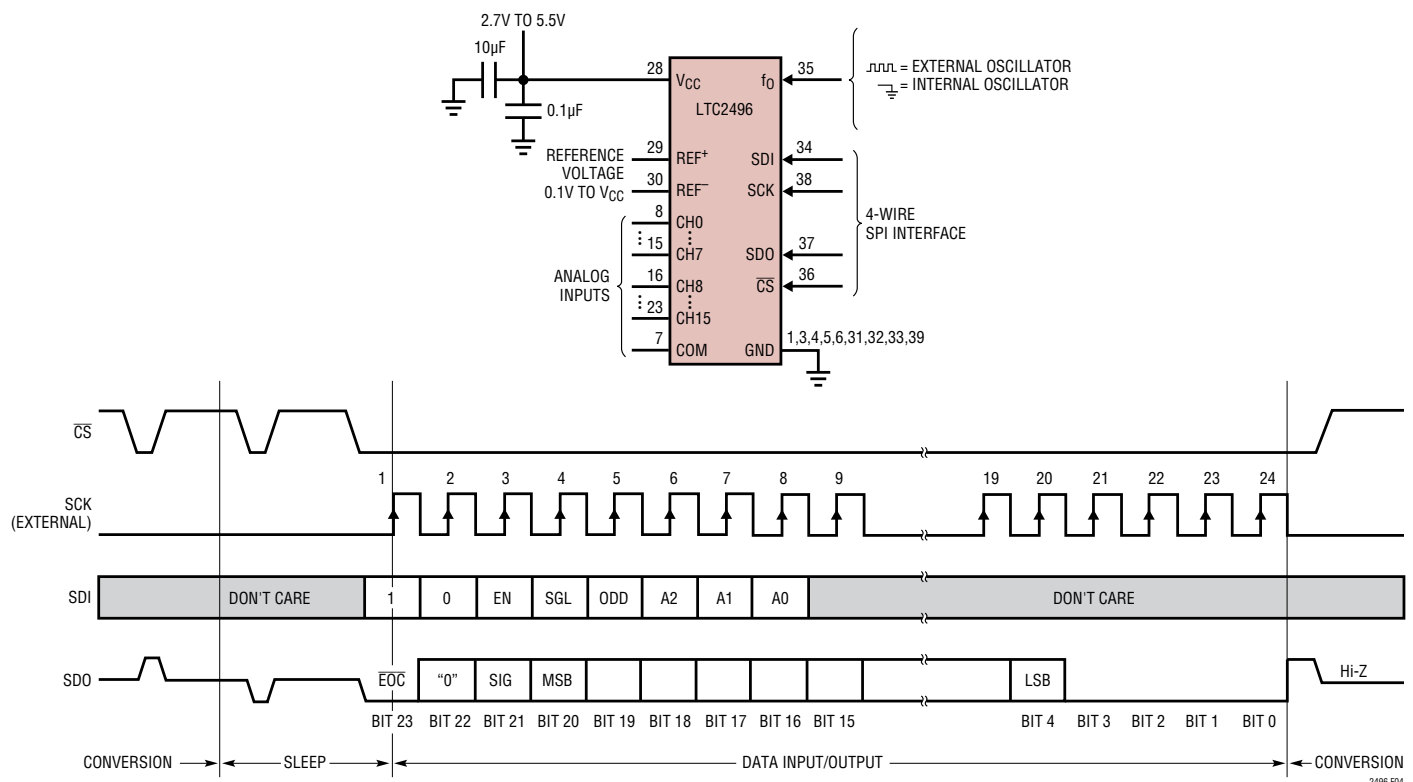 2.7V TO 5.5V
10µF
0.1µF
28
VCC
LTC2496
fO
35
= EXTERNAL OSCILLATOR
= INTERNAL OSCILLATOR
REFERENCE
VOLTAGE
0.1V TO VCC
29
REF+
30
REF–
SDI
34
SCK
38
4-WIRE
SPI INTERFACE
SDO
37
CS
36
ANALOG
INPUTS
8
CH0
15
CH7
16
CH8
23
CH15
7
COM
GND
1,3,4,5,6,31,32,33,39
CS
SCK
(EXTERNAL)
1 2 3 4 5 6 7 8 9 19 20 21 22 23 24
SDI
DON'T CARE 1 0 EN SGL ODD A2 A1 A0 DON'T CARE
SDO
EOC "0" SIG MSB LSB Hi-Z
BIT 23 BIT 22 BIT 21 BIT 20 BIT 19 BIT 18 BIT 17 BIT 16 BIT 15 BIT 4 BIT 3 BIT 2 BIT 1 BIT 0
CONVERSION SLEEP DATA INPUT/OUTPUT CONVERSION
2496 F04